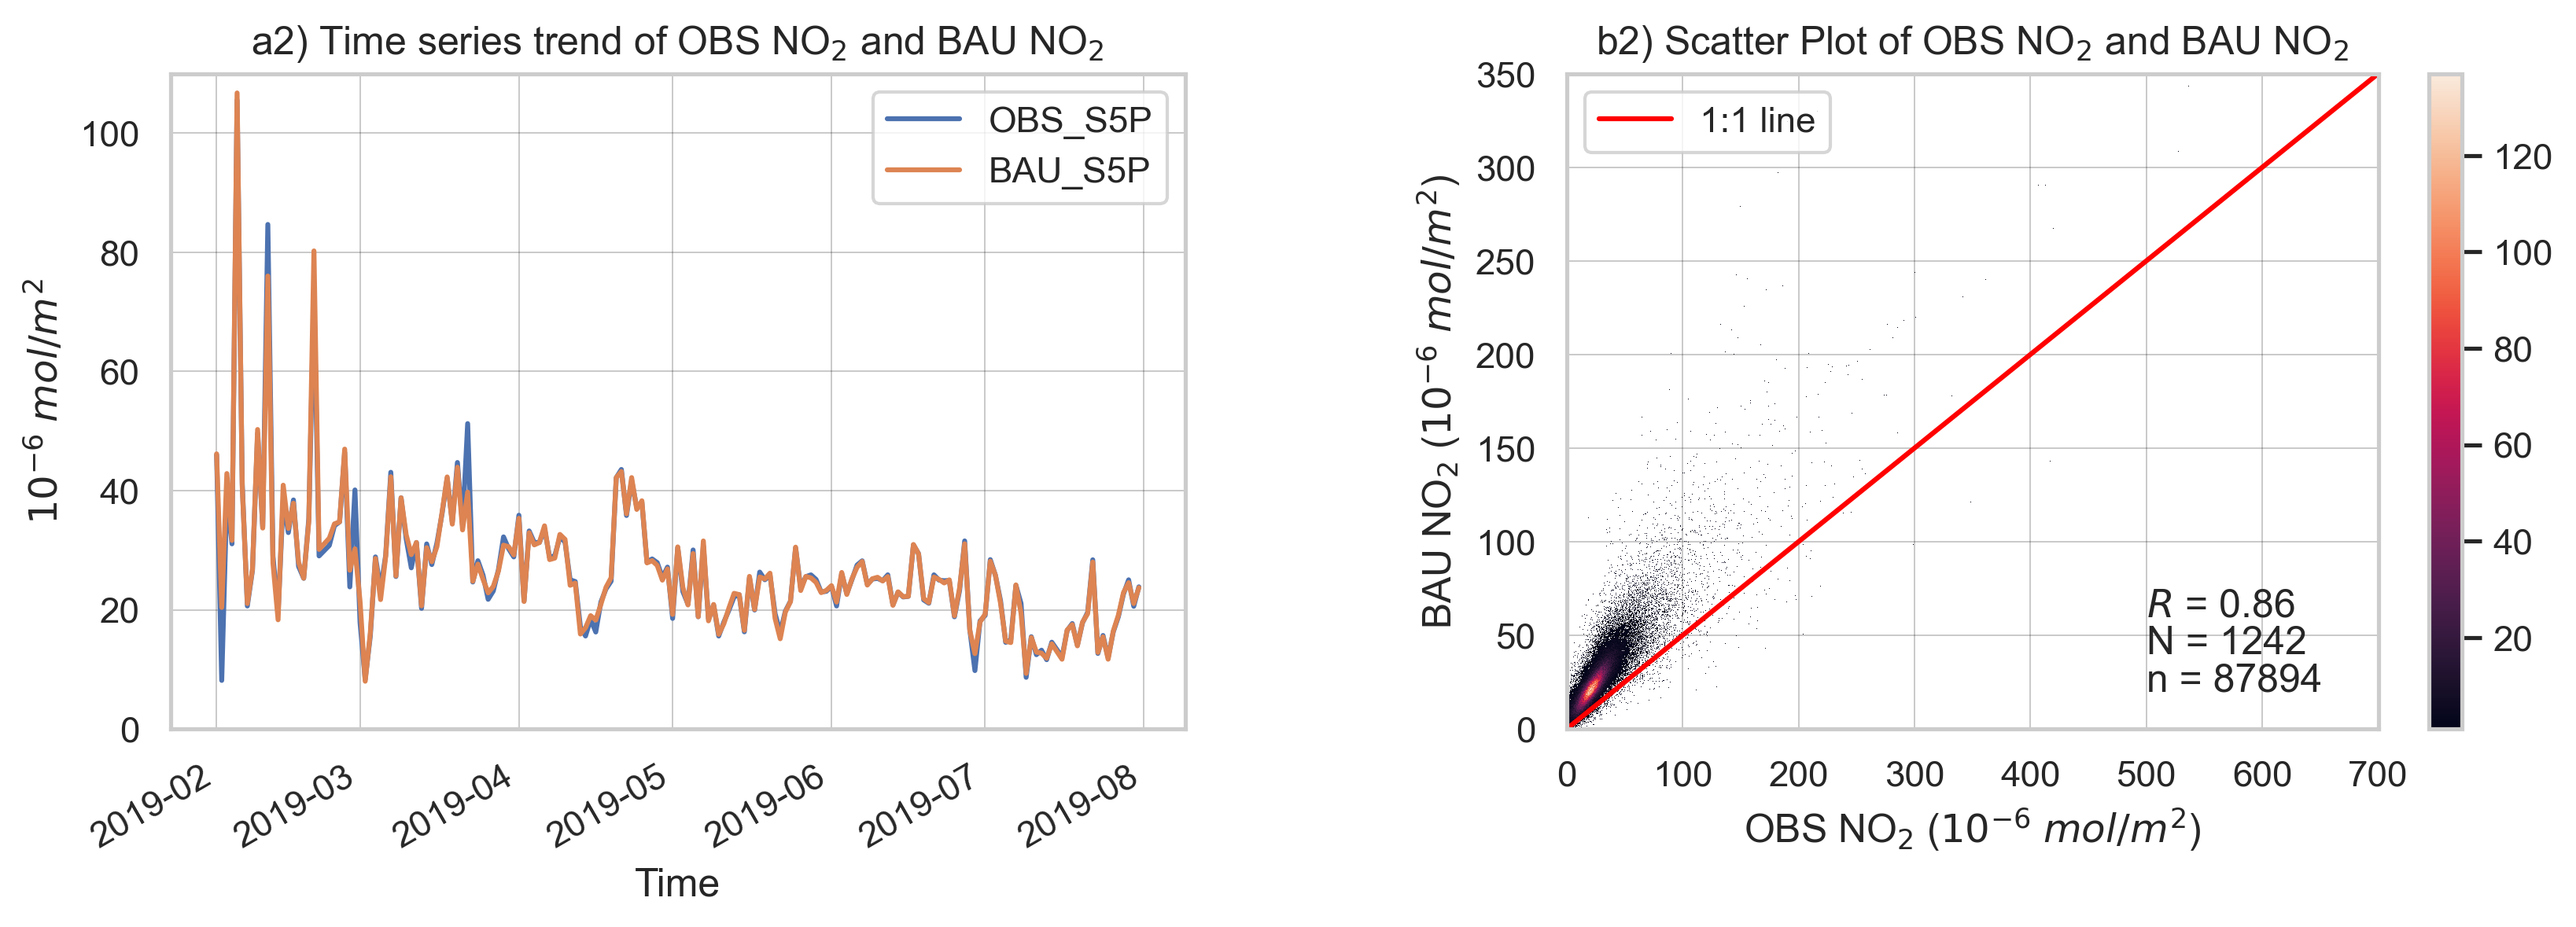 a2) Time series trend of OBS NO₂ and BAU NO₂
OBS_S5P
BAU_S5P
10⁻⁶ mol/m²
100
80
60
40
20
0
2019-02
2019-03
2019-04
2019-05
2019-06
2019-07
2019-08
Time
b2) Scatter Plot of OBS NO₂ and BAU NO₂
1:1 line
BAU NO₂ (10⁻⁶ mol/m²)
350
300
250
200
150
100
50
0
R = 0.86
N = 1242
n = 87894
0
100
200
300
400
500
600
700
OBS NO₂ (10⁻⁶ mol/m²)
120
100
80
60
40
20